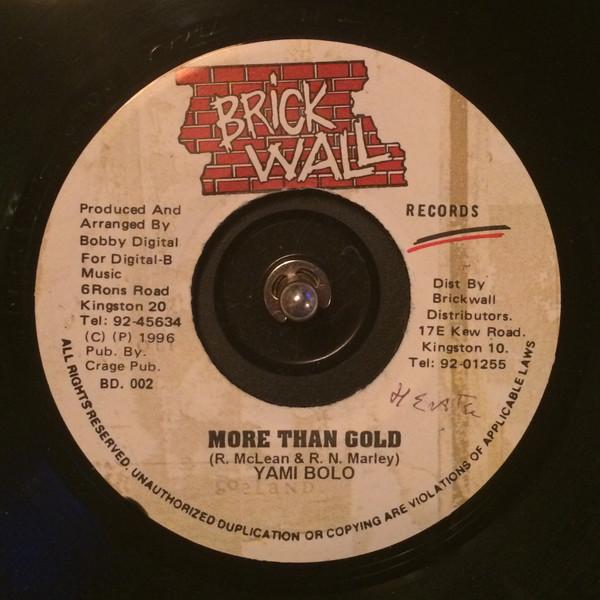 BRICK
WALL
RECORDS
Produced And
Arranged By
Bobby Digital
For Digital-B
Music
6Rons Road
Kingston 20
Tel: 92-45634
(C) (P) 1996
Pub. By.
Crage Pub.
BD. 002
Dist By
Brickwall
Distributors.
17E Kew Road.
Kingston 10.
Tel: 92-01255
MORE THAN GOLD
(R. McLean & R. N. Marley)
YAMI BOLO
ALL RIGHTS RESERVED. UNAUTHORIZED DUPLICATION OR COPYING ARE VIOLATIONS OF APPLICABLE LAWS